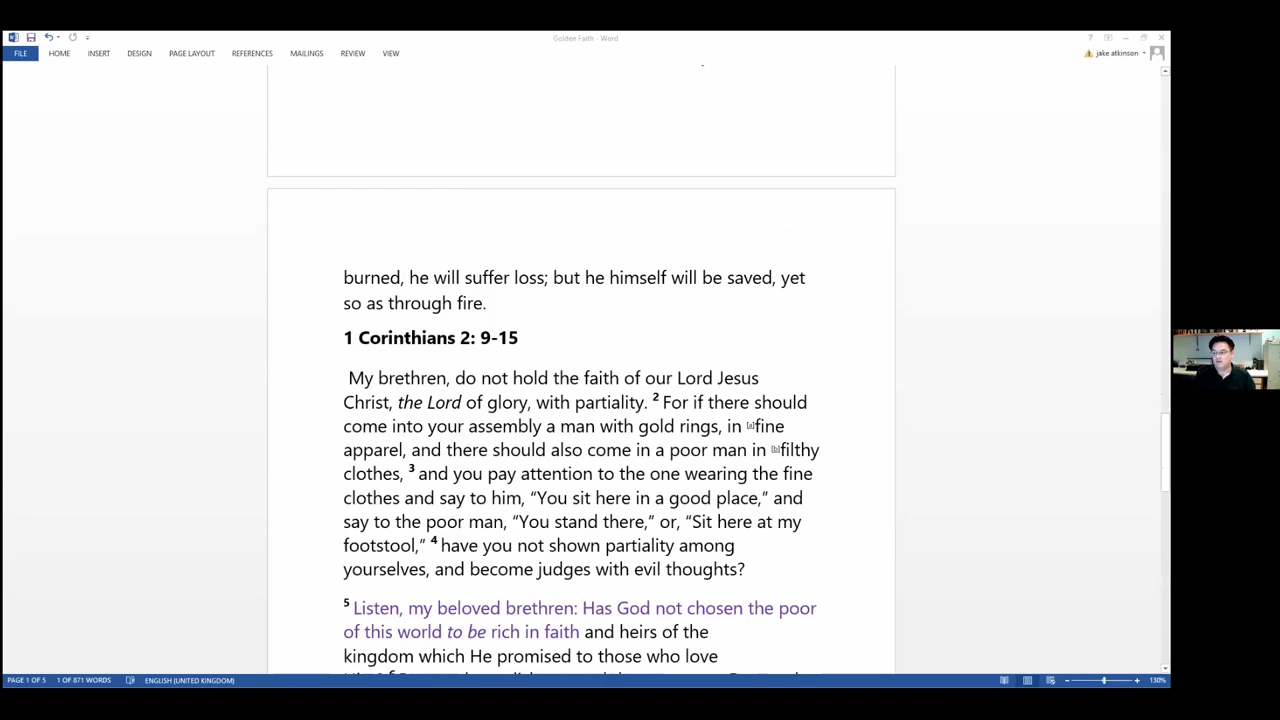 Golden Faith - Word
FILE HOME INSERT DESIGN PAGE LAYOUT REFERENCES MAILINGS REVIEW VIEW
jake atkinson
burned, he will suffer loss; but he himself will be saved, yet
so as through fire.
1 Corinthians 2: 9-15
My brethren, do not hold the faith of our Lord Jesus
Christ, the Lord of glory, with partiality. 2 For if there should
come into your assembly a man with gold rings, in [a]fine
apparel, and there should also come in a poor man in [b]filthy
clothes, 3 and you pay attention to the one wearing the fine
clothes and say to him, “You sit here in a good place,” and
say to the poor man, “You stand there,” or, “Sit here at my
footstool,” 4 have you not shown partiality among
yourselves, and become judges with evil thoughts?
5 Listen, my beloved brethren: Has God not chosen the poor
of this world to be rich in faith and heirs of the
kingdom which He promised to those who love
PAGE 1 OF 5 1 OF 871 WORDS ENGLISH (UNITED KINGDOM) 130%